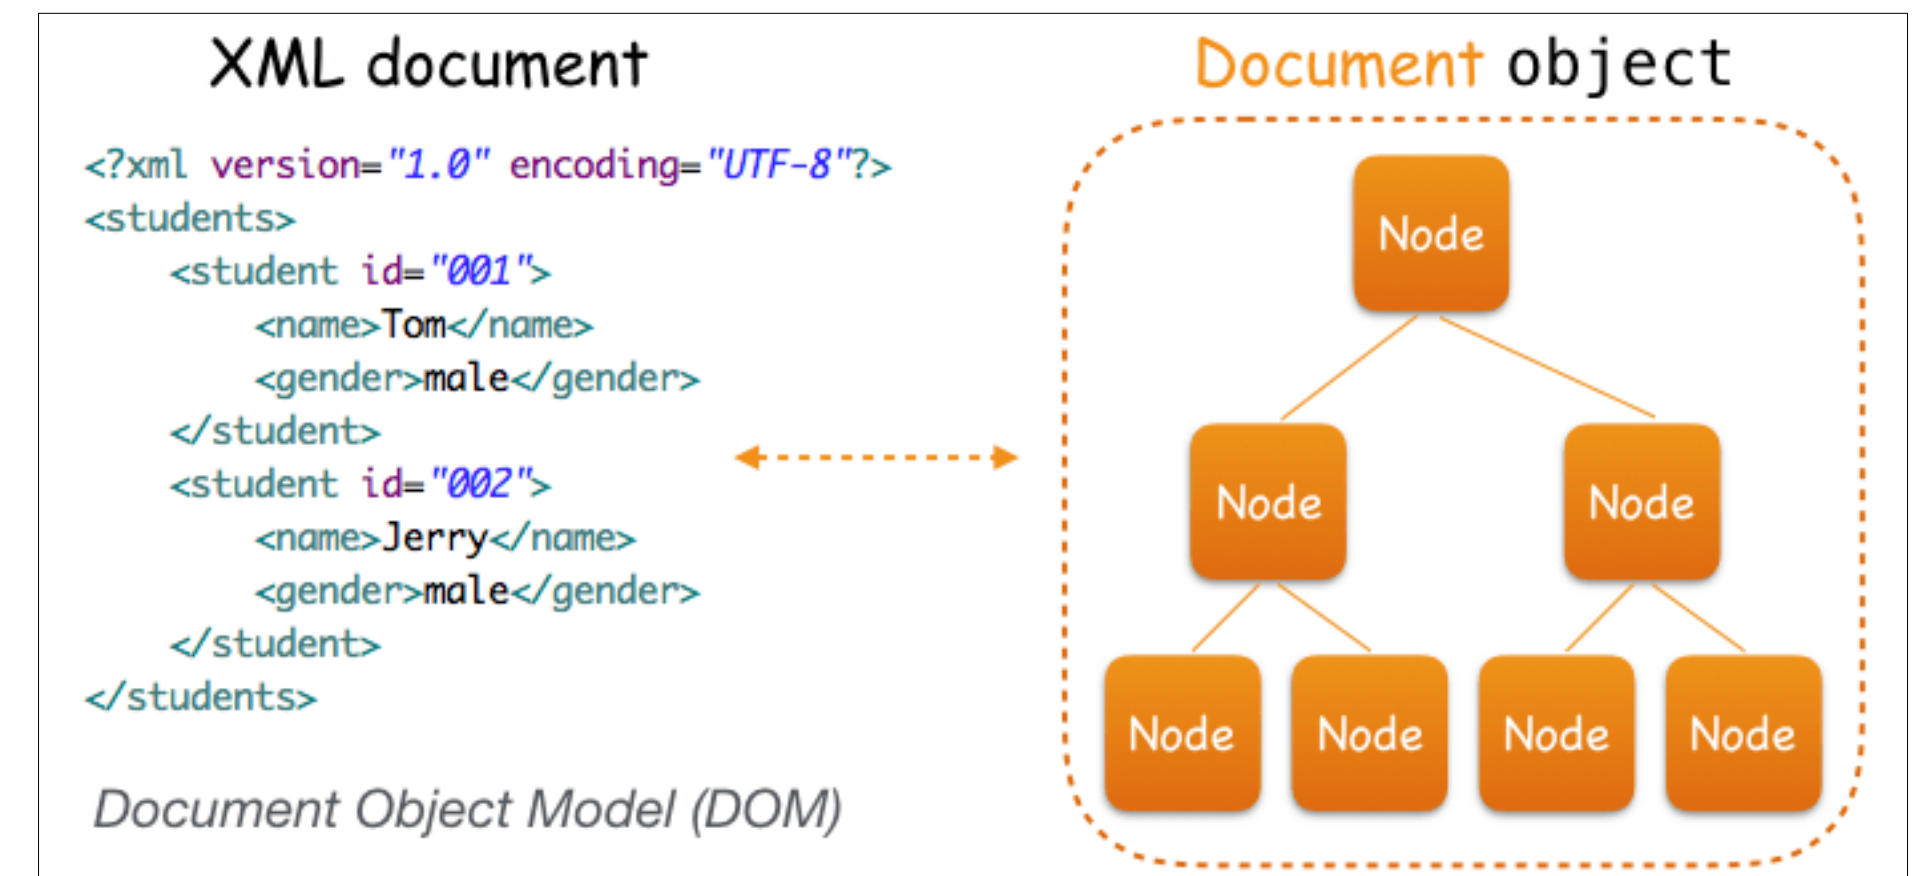 XML document
<?xml version="1.0" encoding="UTF-8"?>
<students>
    <student id="001">
        <name>Tom</name>
        <gender>male</gender>
    </student>
    <student id="002">
        <name>Jerry</name>
        <gender>male</gender>
    </student>
</students>
Document Object Model (DOM)
Document object
Node
Node
Node
Node
Node
Node
Node